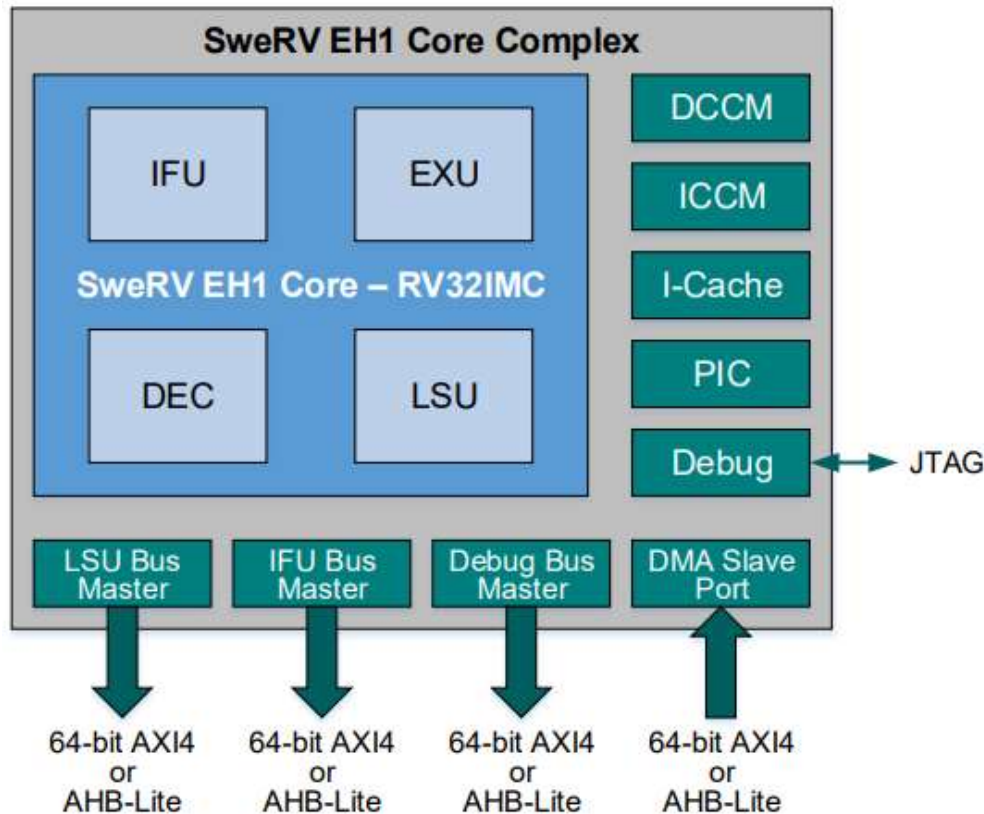 SweRV EH1 Core Complex
IFU
EXU
SweRV EH1 Core – RV32IMC
DEC
LSU
DCCM
ICCM
I-Cache
PIC
Debug
JTAG
LSU Bus
Master
IFU Bus
Master
Debug Bus
Master
DMA Slave
Port
64-bit AXI4
or
AHB-Lite
64-bit AXI4
or
AHB-Lite
64-bit AXI4
or
AHB-Lite
64-bit AXI4
or
AHB-Lite